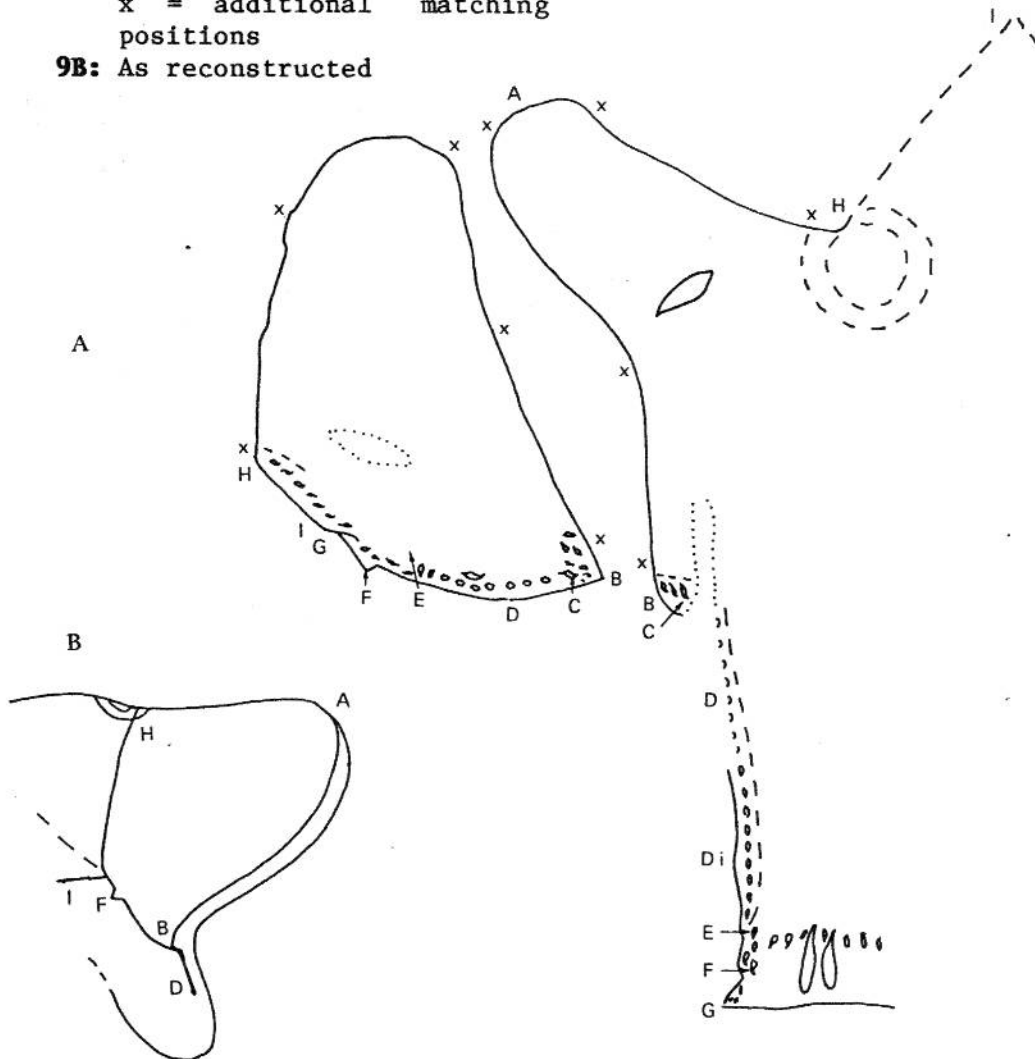 x = additional matching
positions
9B: As reconstructed
I
A
x
x
x
x
x H
I
A
x
x
x
H
I
G
x
B
x
F
E
D
C
B
C
B
D
A
H
Di
I
F
E
B
F
D
G